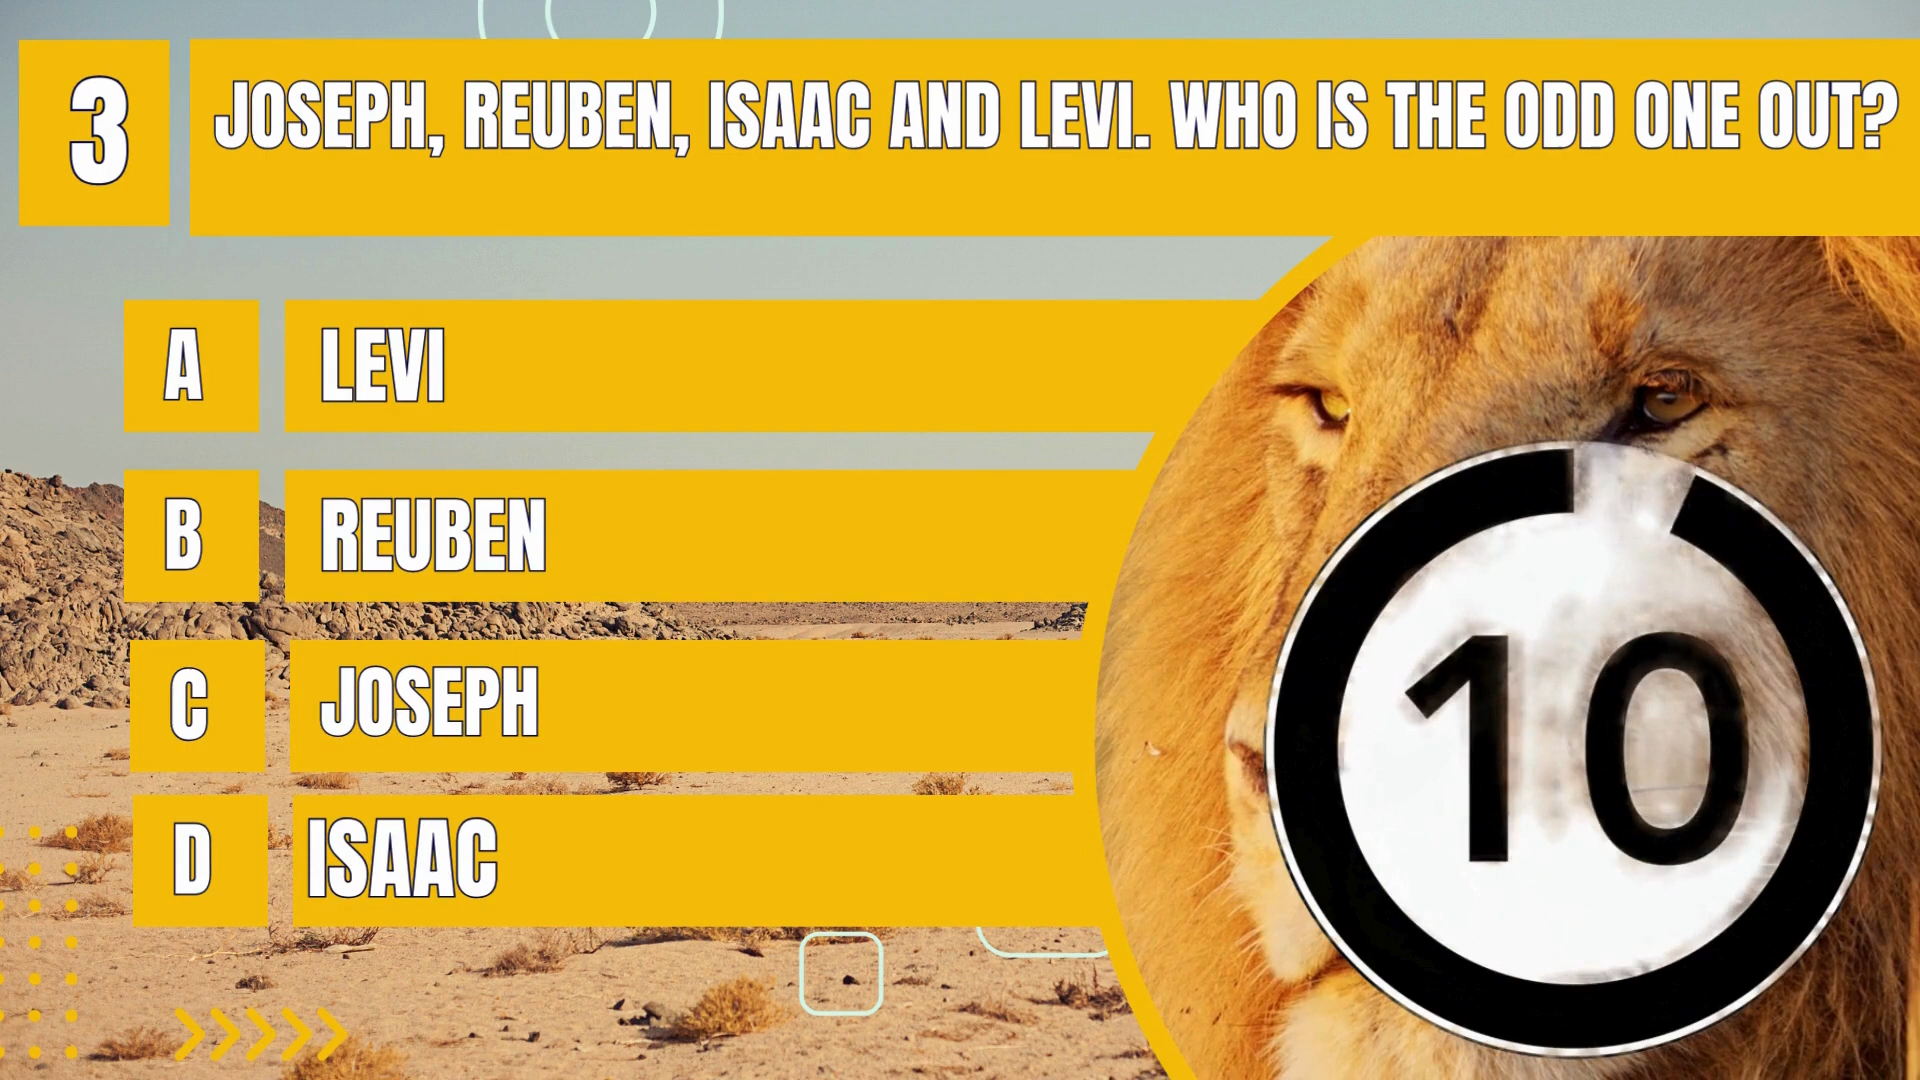 3
JOSEPH, REUBEN, ISAAC AND LEVI. WHO IS THE ODD ONE OUT?
A
LEVI
B
REUBEN
C
JOSEPH
D
ISAAC
10